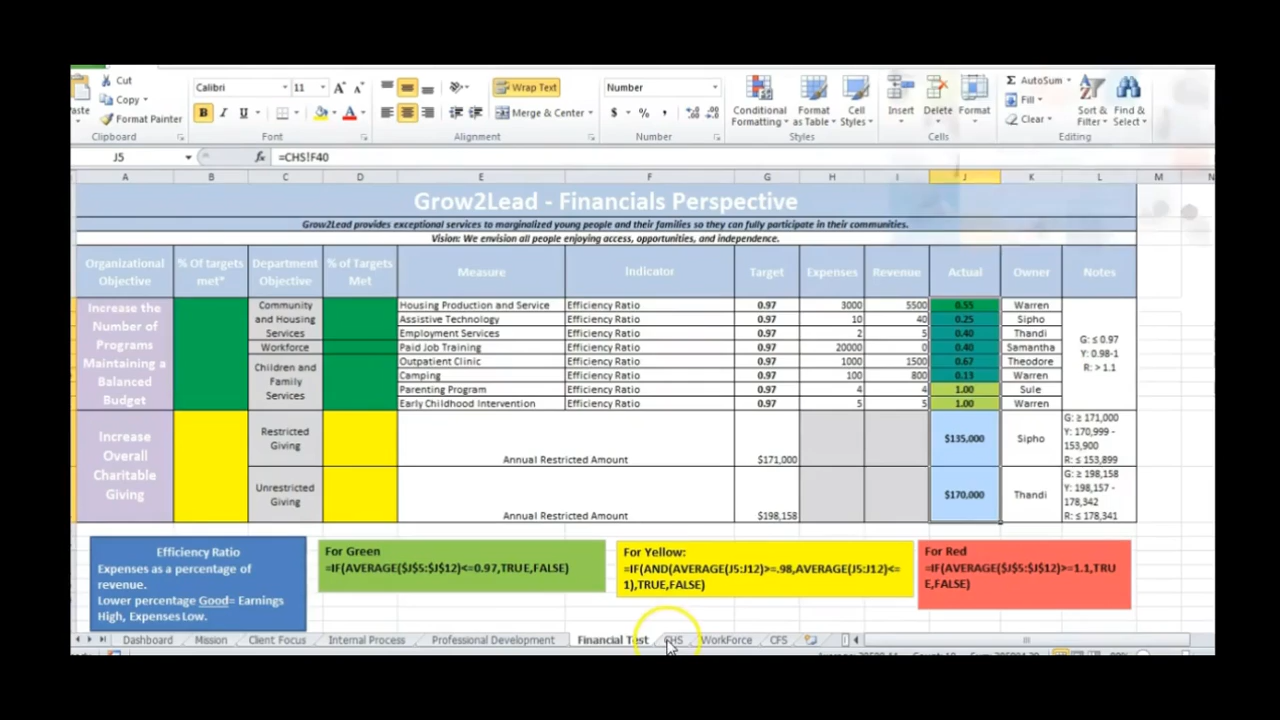 Cut
Copy
Format Painter
Clipboard
Calibri
11
B I U
Font
Wrap Text
Merge & Center
Alignment
Number
$ % ,
Number
Conditional Formatting
Format as Table
Cell Styles
Styles
Insert
Delete
Format
Cells
AutoSum
Fill
Clear
Sort & Filter
Find & Select
Editing
J5
fx =CHS!F40
A B C D E F G H I J K L M N
Grow2Lead - Financials Perspective
Grow2Lead provides exceptional services to marginalized young people and their families so they can fully participate in their communities.
Vision: We envision all people enjoying access, opportunities, and independence.
Organizational Objective
% Of targets met*
Department Objective
% of Targets Met
Measure
Indicator
Target
Expenses
Revenue
Actual
Owner
Notes
Increase the Number of Programs Maintaining a Balanced Budget
Community and Housing Services
Housing Production and Service Efficiency Ratio 0.97 3000 5500 0.55 Warren
Assistive Technology Efficiency Ratio 0.97 10 40 0.25 Sipho
Employment Services Efficiency Ratio 0.97 2 5 0.40 Thandi
Workforce Paid Job Training Efficiency Ratio 0.97 20000 0 0.40 Samantha
Children and Family Services
Outpatient Clinic Efficiency Ratio 0.97 1000 1500 0.67 Theodore
Camping Efficiency Ratio 0.97 100 800 0.13 Warren
Parenting Program Efficiency Ratio 0.97 4 4 1.00 Sule
Early Childhood Intervention Efficiency Ratio 0.97 5 5 1.00 Warren
G: ≤ 0.97
Y: 0.98-1
R: > 1.1
Increase Overall Charitable Giving
Restricted Giving
Annual Restricted Amount $171,000 $135,000 Sipho
G: ≥ 171,000
Y: 170,999 -
153,900
R: ≤ 153,899
Unrestricted Giving
Annual Restricted Amount $198,158 $170,000 Thandi
G: ≥ 198,158
Y: 198,157 -
178,342
R: ≤ 178,341
Efficiency Ratio
Expenses as a percentage of
revenue.
Lower percentage Good= Earnings
High, Expenses Low.
For Green
=IF(AVERAGE($J$5:$J$12)<=0.97,TRUE,FALSE)
For Yellow:
=IF(AND(AVERAGE(J5:J12)>=.98,AVERAGE(J5:J12)<=
1),TRUE,FALSE)
For Red
=IF(AVERAGE($J$5:$J$12)>=1.1,TRU
E,FALSE)
Dashboard Mission Client Focus Internal Process Professional Development Financial Test CHS WorkForce CFS